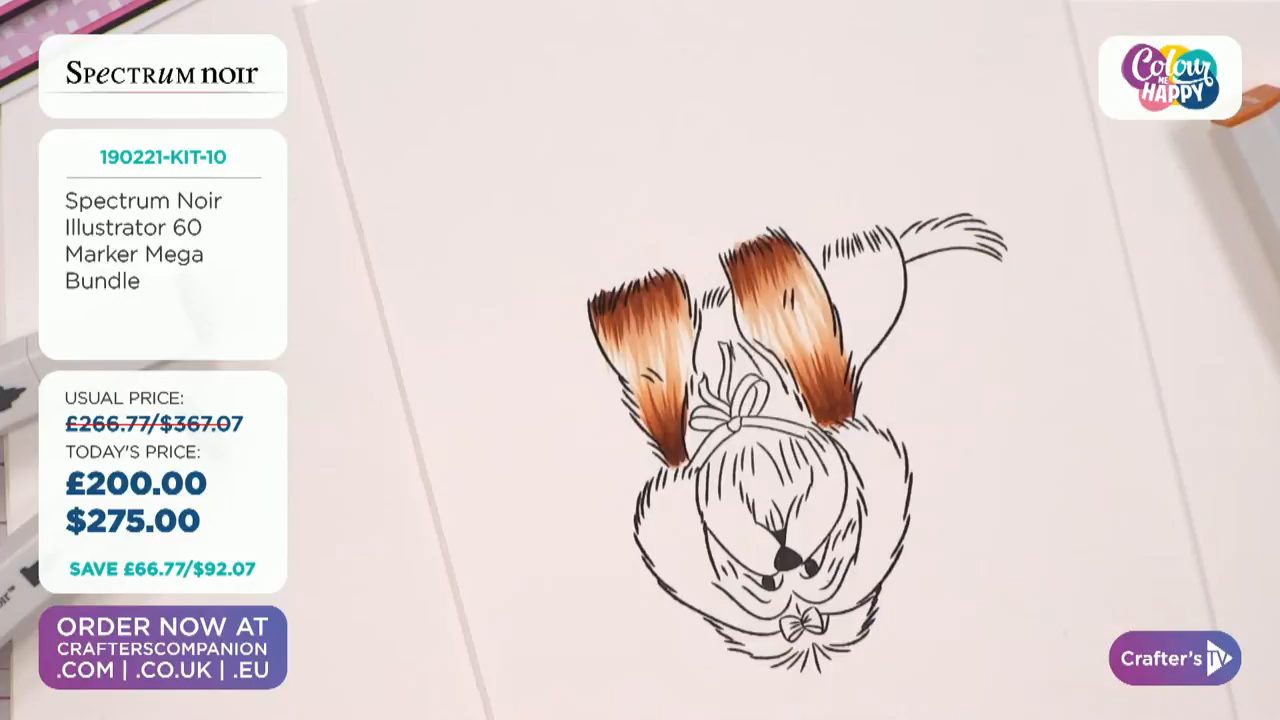 SPECTRUM NOIR
190221-KIT-10
Spectrum Noir
Illustrator 60
Marker Mega
Bundle
USUAL PRICE:
£266.77/$367.07
TODAY'S PRICE:
£200.00
$275.00
SAVE £66.77/$92.07
ORDER NOW AT
CRAFTERSCOMPANION
.COM | .CO.UK | .EU
Colour
ME
HAPPY
Crafter's TV